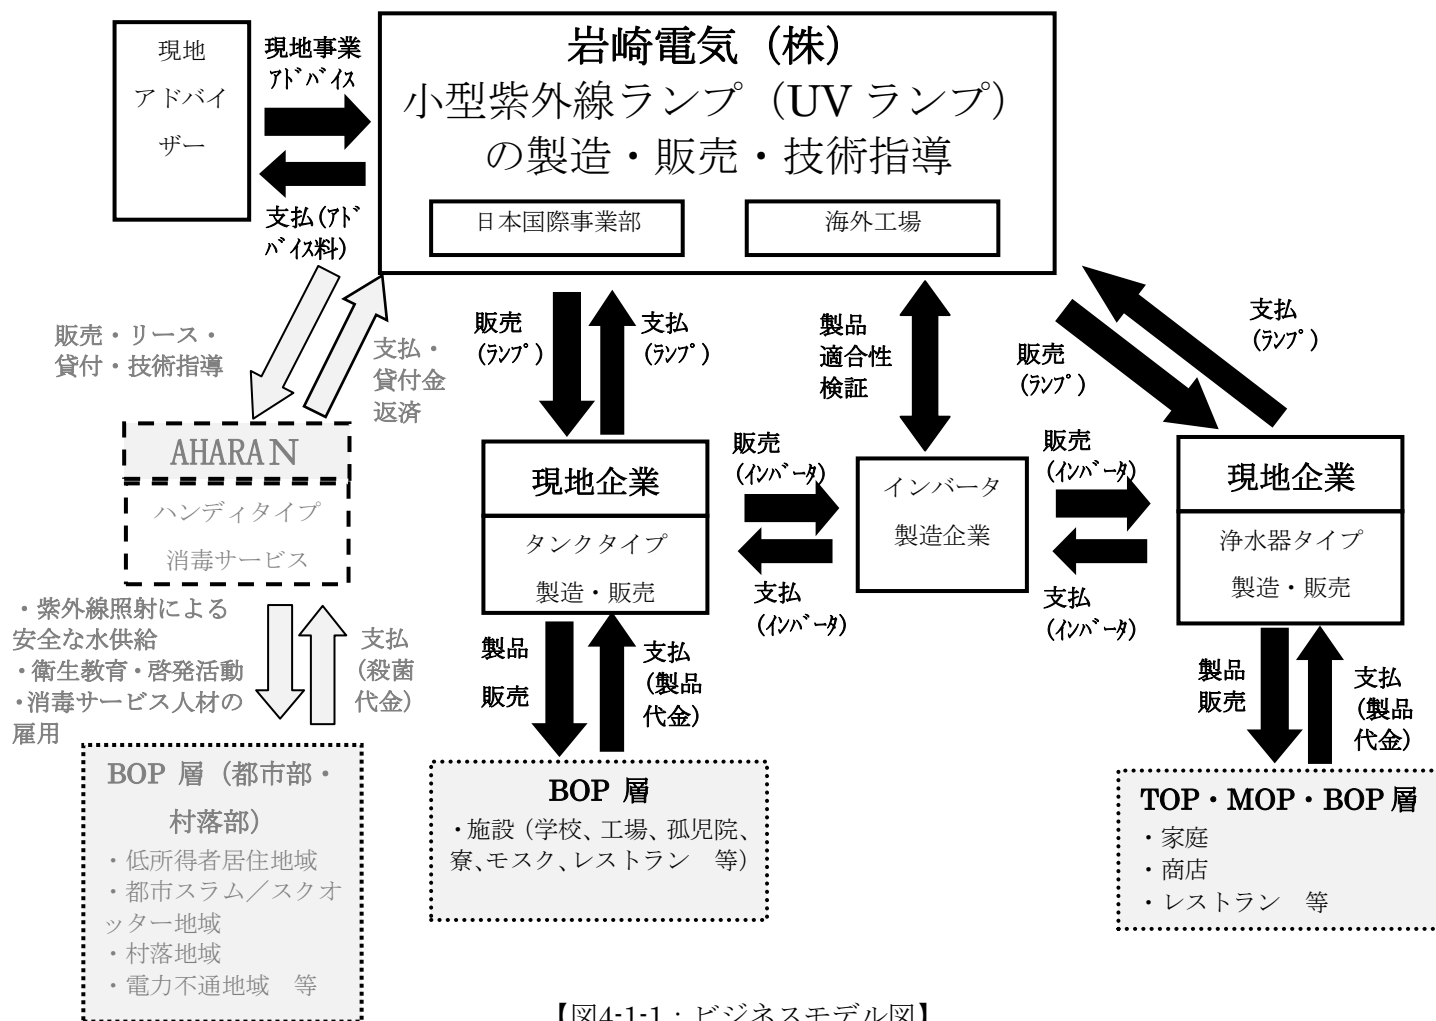 現地
アドバイ
ザー
現地事業
ｱﾄﾞﾊﾞｲｽ
支払(ｱﾄﾞ
ﾊﾞｲｽ料)
岩崎電気（株）
小型紫外線ランプ（UV ランプ）
の製造・販売・技術指導
日本国際事業部
海外工場
販売・リース・
貸付・技術指導
支払・
貸付金
返済
販売
(ﾗﾝﾌﾟ)
支払
(ﾗﾝﾌﾟ)
製品
適合性
検証
販売
(ﾗﾝﾌﾟ)
支払
(ﾗﾝﾌﾟ)
AHARAN
ハンディタイプ
消毒サービス
現地企業
タンクタイプ
製造・販売
販売
(ｲﾝﾊﾞｰﾀ)
支払
(ｲﾝﾊﾞｰﾀ)
インバータ
製造企業
販売
(ｲﾝﾊﾞｰﾀ)
支払
(ｲﾝﾊﾞｰﾀ)
現地企業
浄水器タイプ
製造・販売
・紫外線照射による
安全な水供給
・衛生教育・啓発活動
・消毒サービス人材の
雇用
支払
(殺菌
代金)
製品
販売
支払
(製品
代金)
製品
販売
支払
(製品
代金)
BOP 層（都市部・
村落部）
・低所得者居住地域
・都市スラム／スクオ
ッター地域
・村落地域
・電力不通地域　等
BOP 層
・施設（学校、工場、孤児院、
寮、モスク、レストラン　等）
TOP・MOP・BOP 層
・家庭
・商店
・レストラン　等
【図4-1-1：ビジネスモデル図】